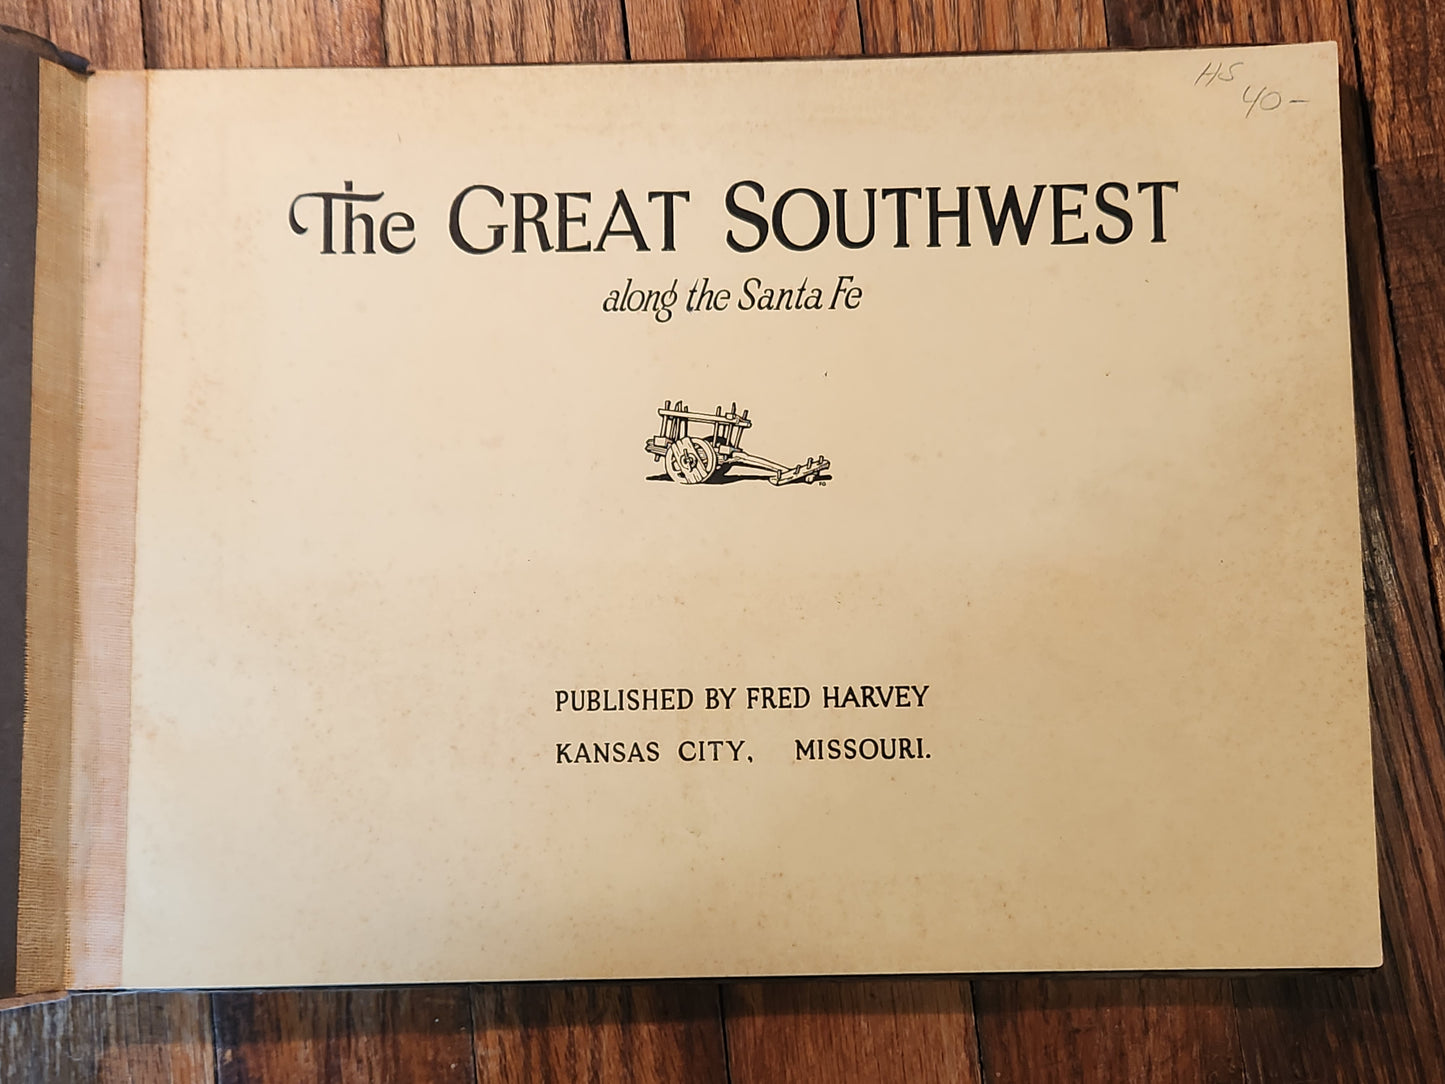 HS
40-
The GREAT SOUTHWEST
along the Santa Fe
PUBLISHED BY FRED HARVEY
KANSAS CITY, MISSOURI.